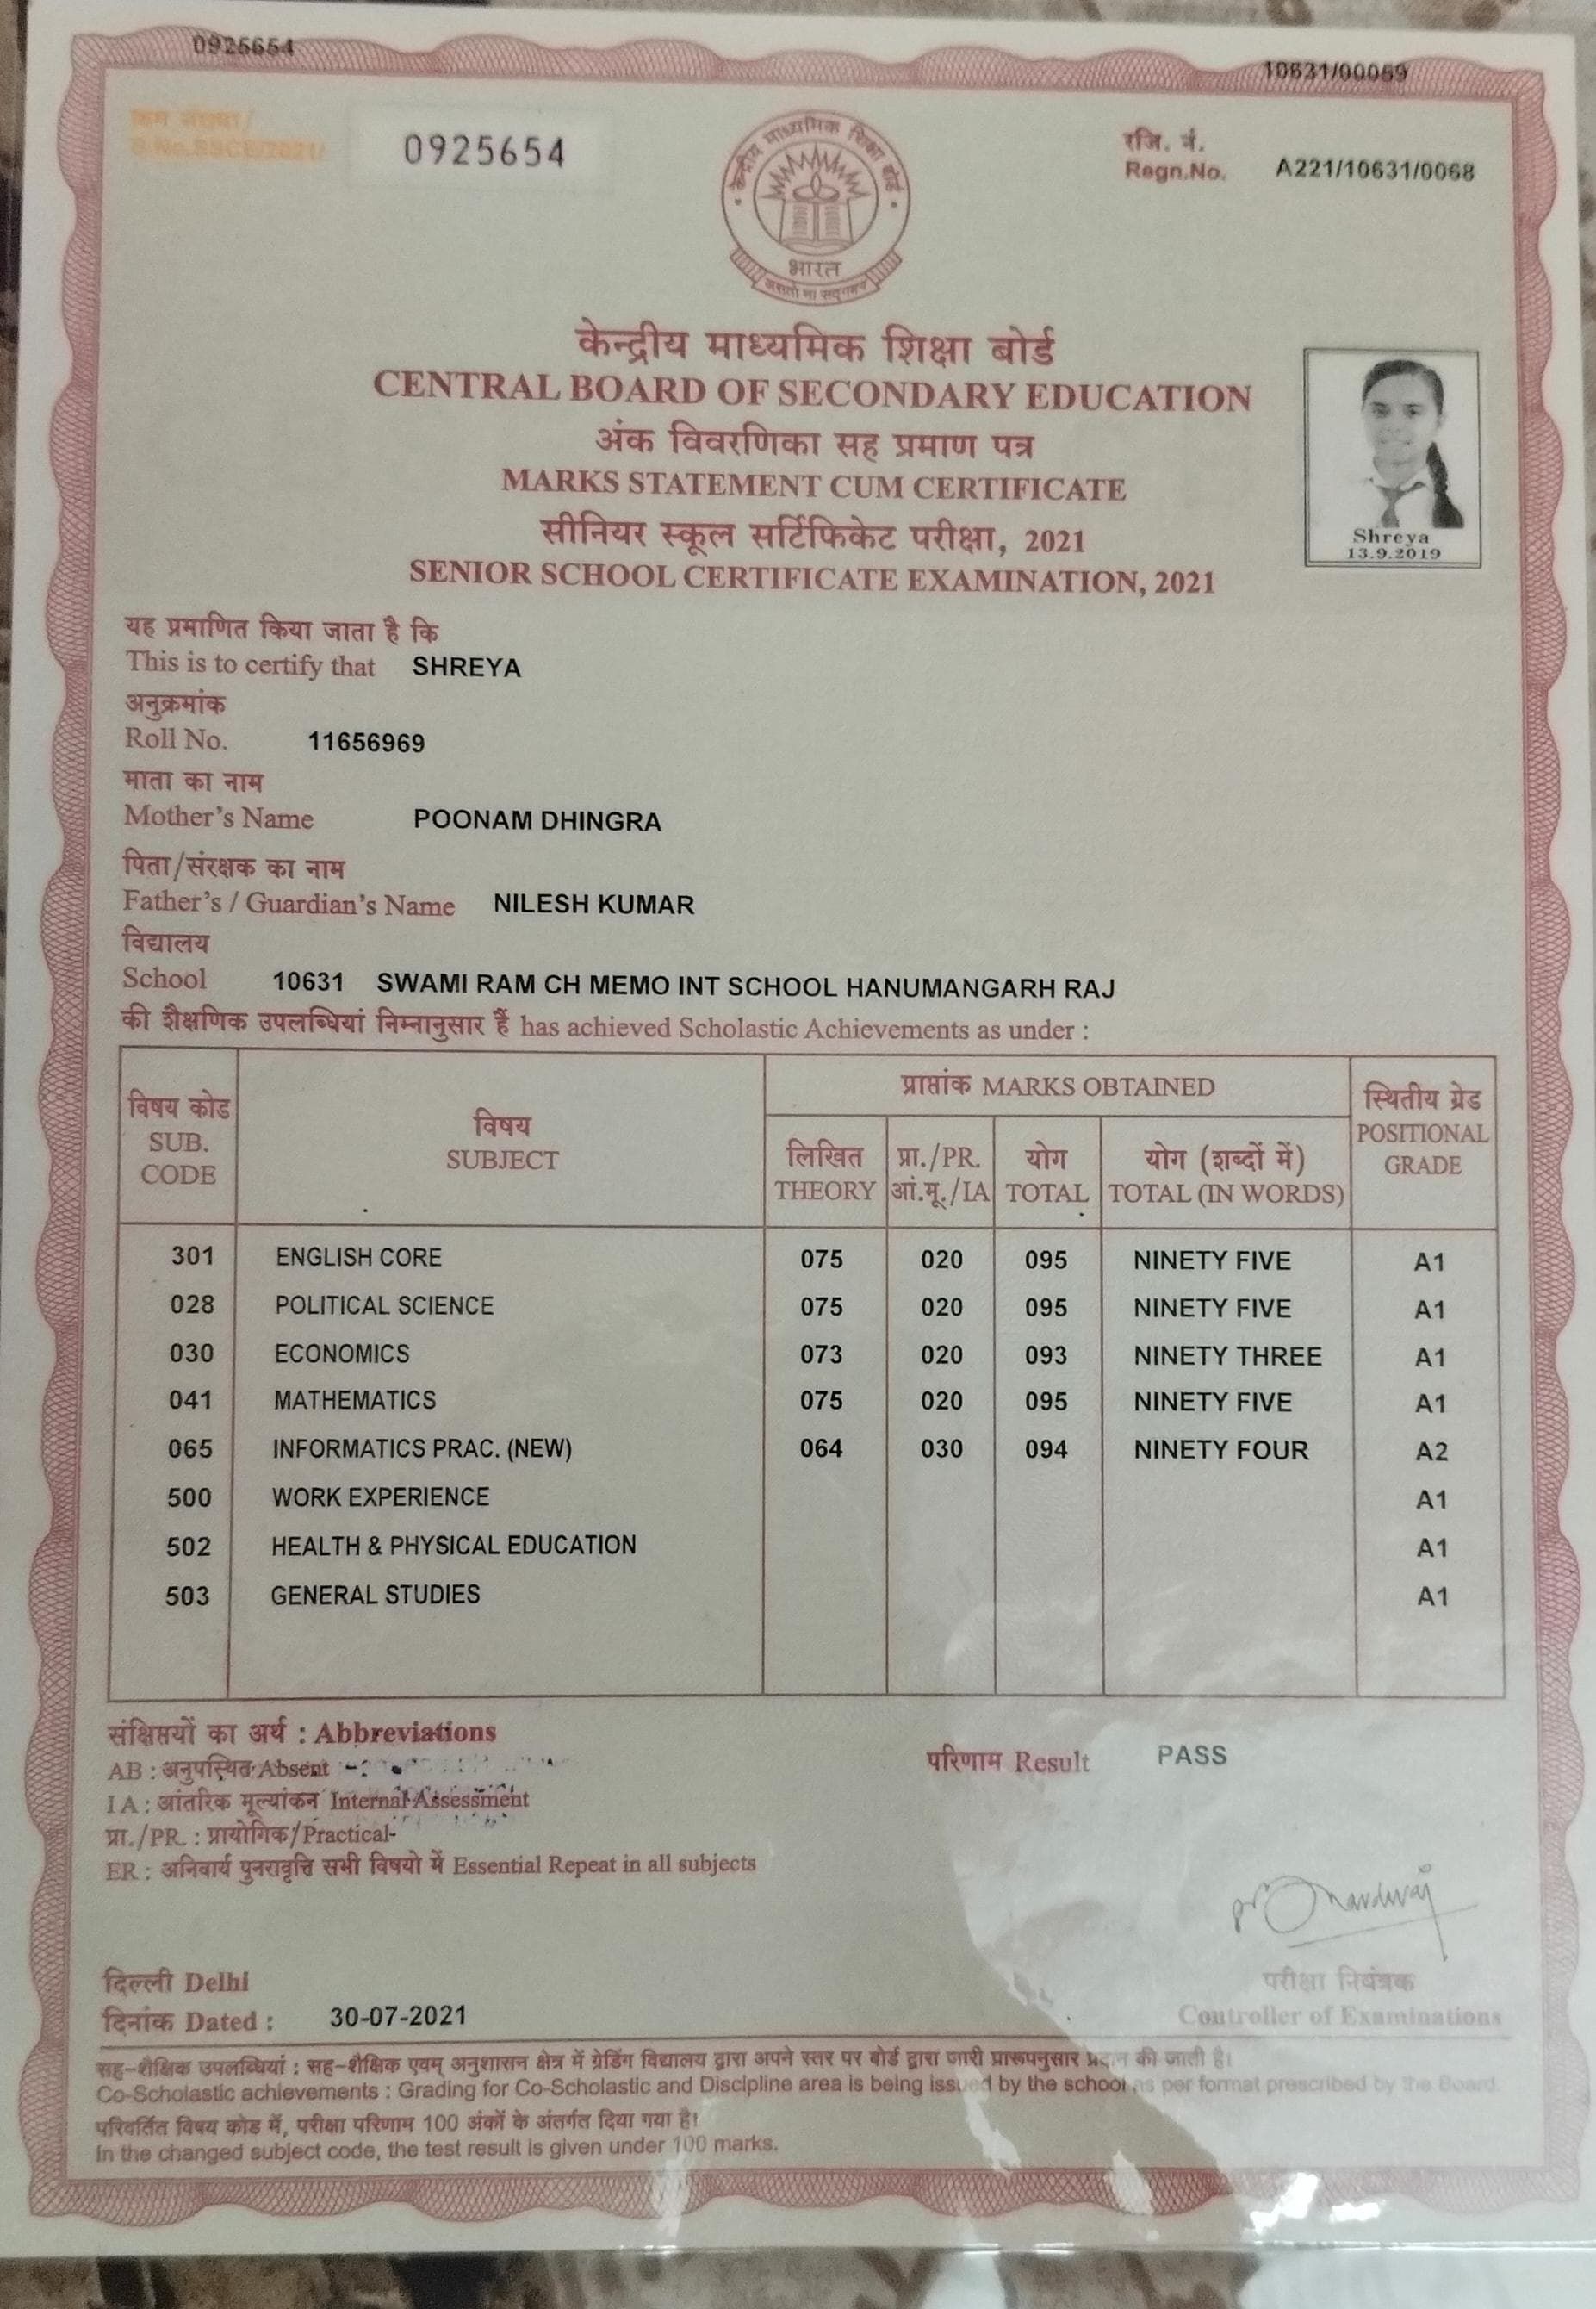 0925654
10631/00059
क्रम संख्या/
S.No.SSCE/2021/
0925654
रजि. नं.
Regn.No. A221/10631/0068
केन्द्रीय माध्यमिक शिक्षा बोर्ड
भारत
असतो मा सद्गमय
केन्द्रीय माध्यमिक शिक्षा बोर्ड
CENTRAL BOARD OF SECONDARY EDUCATION
अंक विवरणिका सह प्रमाण पत्र
MARKS STATEMENT CUM CERTIFICATE
सीनियर स्कूल सर्टिफिकेट परीक्षा, 2021
SENIOR SCHOOL CERTIFICATE EXAMINATION, 2021
Shreya
13.9.2019
यह प्रमाणित किया जाता है कि
This is to certify that SHREYA
अनुक्रमांक
Roll No. 11656969
माता का नाम
Mother's Name POONAM DHINGRA
पिता/संरक्षक का नाम
Father's / Guardian's Name NILESH KUMAR
विद्यालय
School 10631 SWAMI RAM CH MEMO INT SCHOOL HANUMANGARH RAJ
की शैक्षणिक उपलब्धियां निम्नानुसार हैं has achieved Scholastic Achievements as under :
विषय कोड
SUB.
CODE
विषय
SUBJECT
प्राप्तांक MARKS OBTAINED
लिखित
THEORY
प्रा./PR.
आं.मू./IA
योग
TOTAL
योग (शब्दों में)
TOTAL (IN WORDS)
स्थितीय ग्रेड
POSITIONAL
GRADE
301 ENGLISH CORE 075 020 095 NINETY FIVE A1
028 POLITICAL SCIENCE 075 020 095 NINETY FIVE A1
030 ECONOMICS 073 020 093 NINETY THREE A1
041 MATHEMATICS 075 020 095 NINETY FIVE A1
065 INFORMATICS PRAC. (NEW) 064 030 094 NINETY FOUR A2
500 WORK EXPERIENCE A1
502 HEALTH & PHYSICAL EDUCATION A1
503 GENERAL STUDIES A1
संक्षिप्तयों का अर्थ : Abbreviations
AB : अनुपस्थित/Absent
IA : आंतरिक मूल्यांकन Internal Assessment
प्रा./PR. : प्रायोगिक/Practical
ER : अनिवार्य पुनरावृत्ति सभी विषयो में Essential Repeat in all subjects
परिणाम Result PASS
दिल्ली Delhi
दिनांक Dated : 30-07-2021
परीक्षा नियंत्रक
Controller of Examinations
सह-शैक्षिक उपलब्धियां : सह-शैक्षिक एवम् अनुशासन क्षेत्र में ग्रेडिंग विद्यालय द्वारा अपने स्तर पर बोर्ड द्वारा जारी प्रारूपनुसार प्रदान की जाती है।
Co-Scholastic achievements : Grading for Co-Scholastic and Discipline area is being issued by the school as per format prescribed by the Board.
परिवर्तित विषय कोड में, परीक्षा परिणाम 100 अंकों के अंतर्गत दिया गया है।
In the changed subject code, the test result is given under 100 marks.